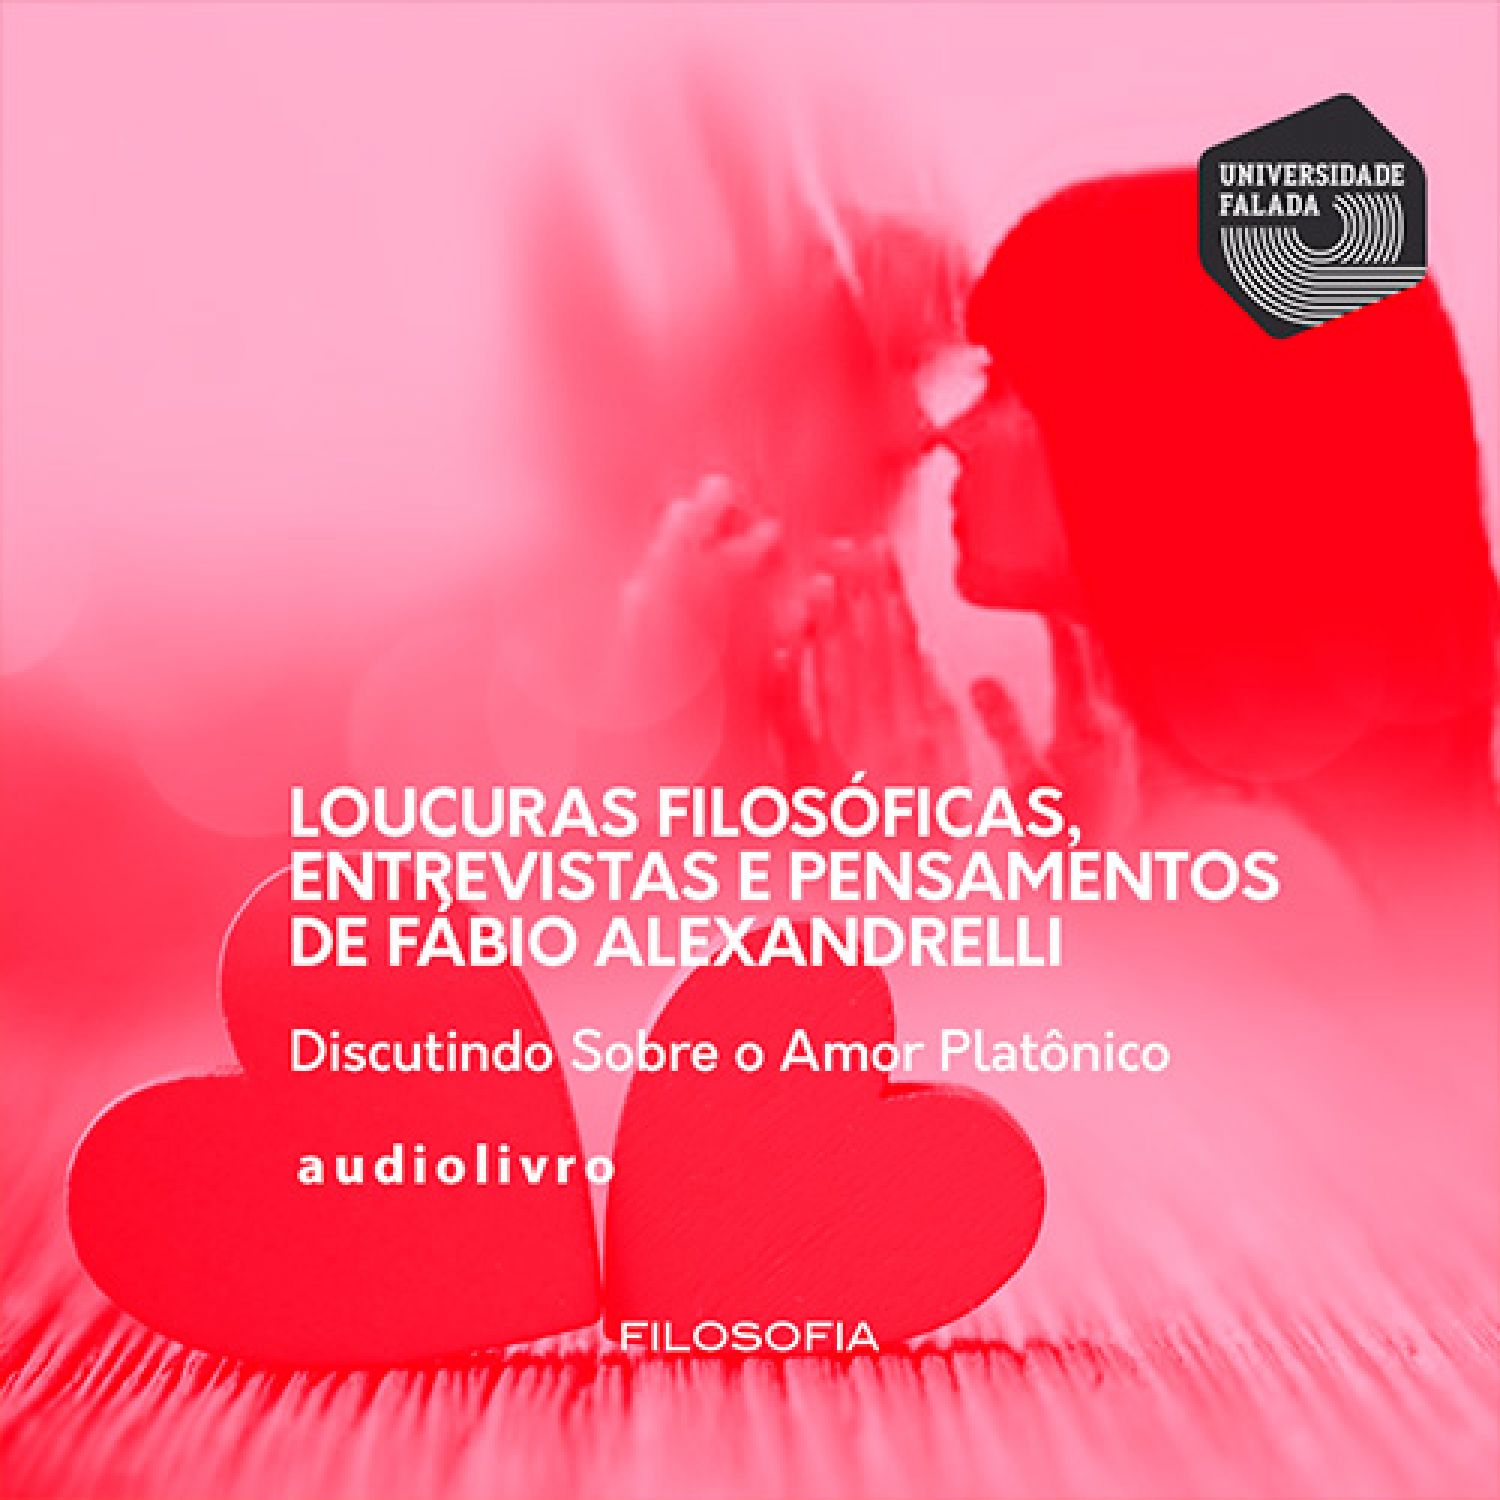 UNIVERSIDADE
FALADA
LOUCURAS FILOSÓFICAS,
ENTREVISTAS E PENSAMENTOS
DE FÁBIO ALEXANDRELLI
Discutindo Sobre o Amor Platônico
audiolivro
FILOSOFIA